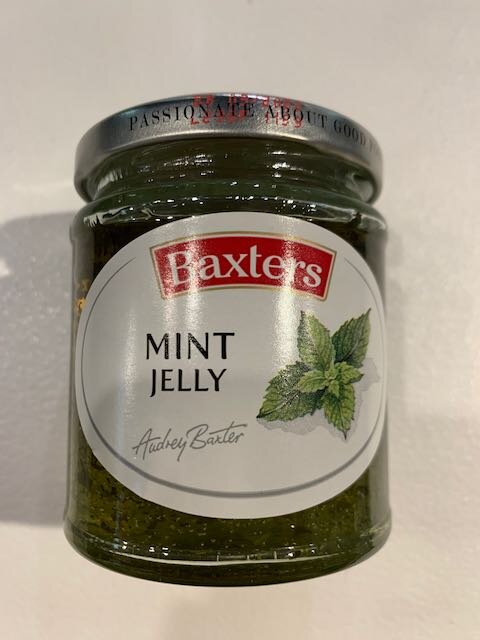 PASSIONATE ABOUT GOOD
Baxters
MINT
JELLY
Audrey Baxter